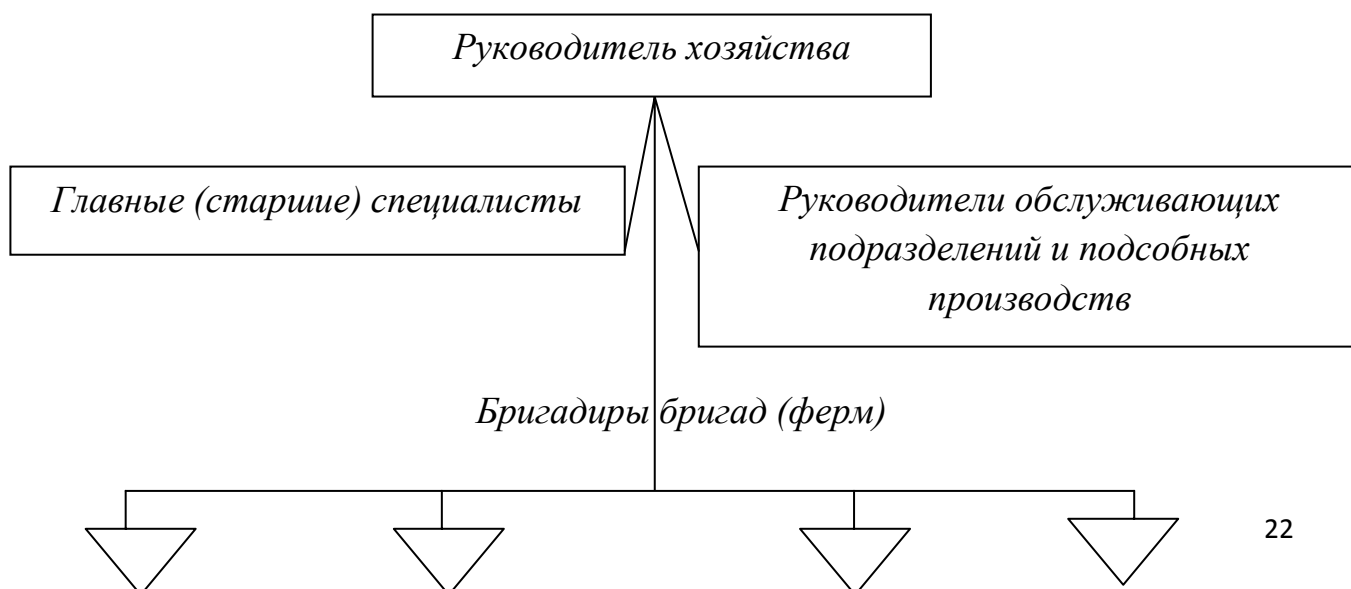 Руководитель хозяйства
Главные (старшие) специалисты
Руководители обслуживающих
подразделений и подсобных
производств
Бригадиры бригад (ферм)
22